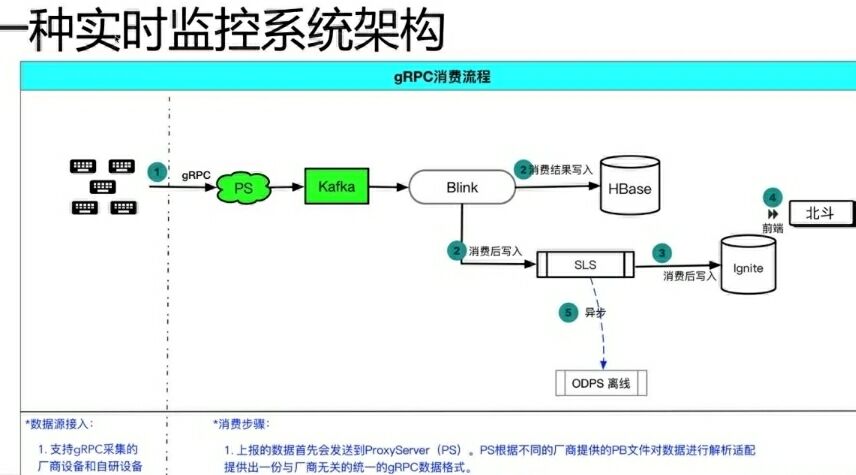 一种实时监控系统架构
gRPC消费流程
1
gRPC
PS
Kafka
Blink
2
消费结果写入
HBase
4
前端
北斗
2
消费后写入
SLS
3
消费后写入
Ignite
5
异步
ODPS 离线
*数据源接入：
1. 支持gRPC采集的
厂商设备和自研设备
*消费步骤：
1. 上报的数据首先会发送到ProxyServer（PS）。PS根据不同的厂商提供的PB文件对数据进行解析适配
提供出一份与厂商无关的统一的gRPC数据格式。